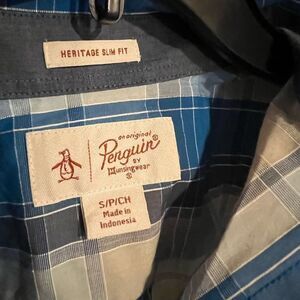 HERITAGE SLIM FIT
an original
Penguin®
BY
Munsingwear
®
S/P/CH
Made in
Indonesia